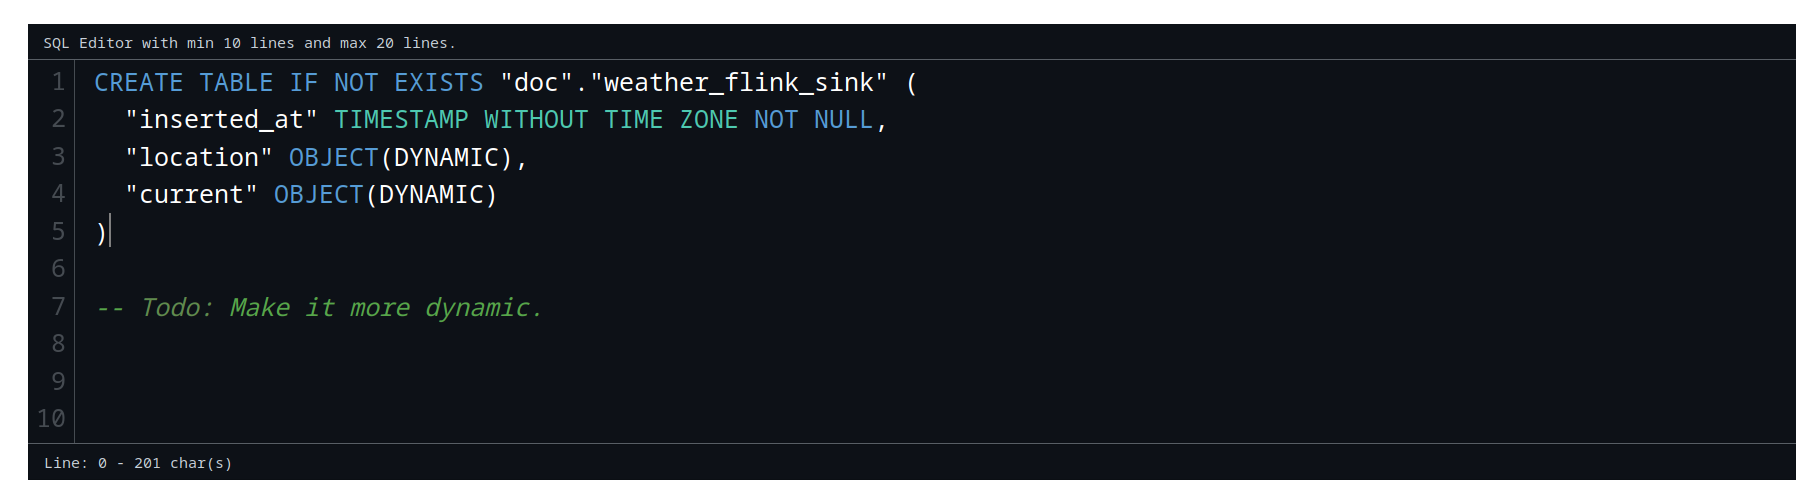 SQL Editor with min 10 lines and max 20 lines.
1 CREATE TABLE IF NOT EXISTS "doc"."weather_flink_sink" (
2   "inserted_at" TIMESTAMP WITHOUT TIME ZONE NOT NULL,
3   "location" OBJECT(DYNAMIC),
4   "current" OBJECT(DYNAMIC)
5 )
6
7 -- Todo: Make it more dynamic.
8
9
10
Line: 0 - 201 char(s)